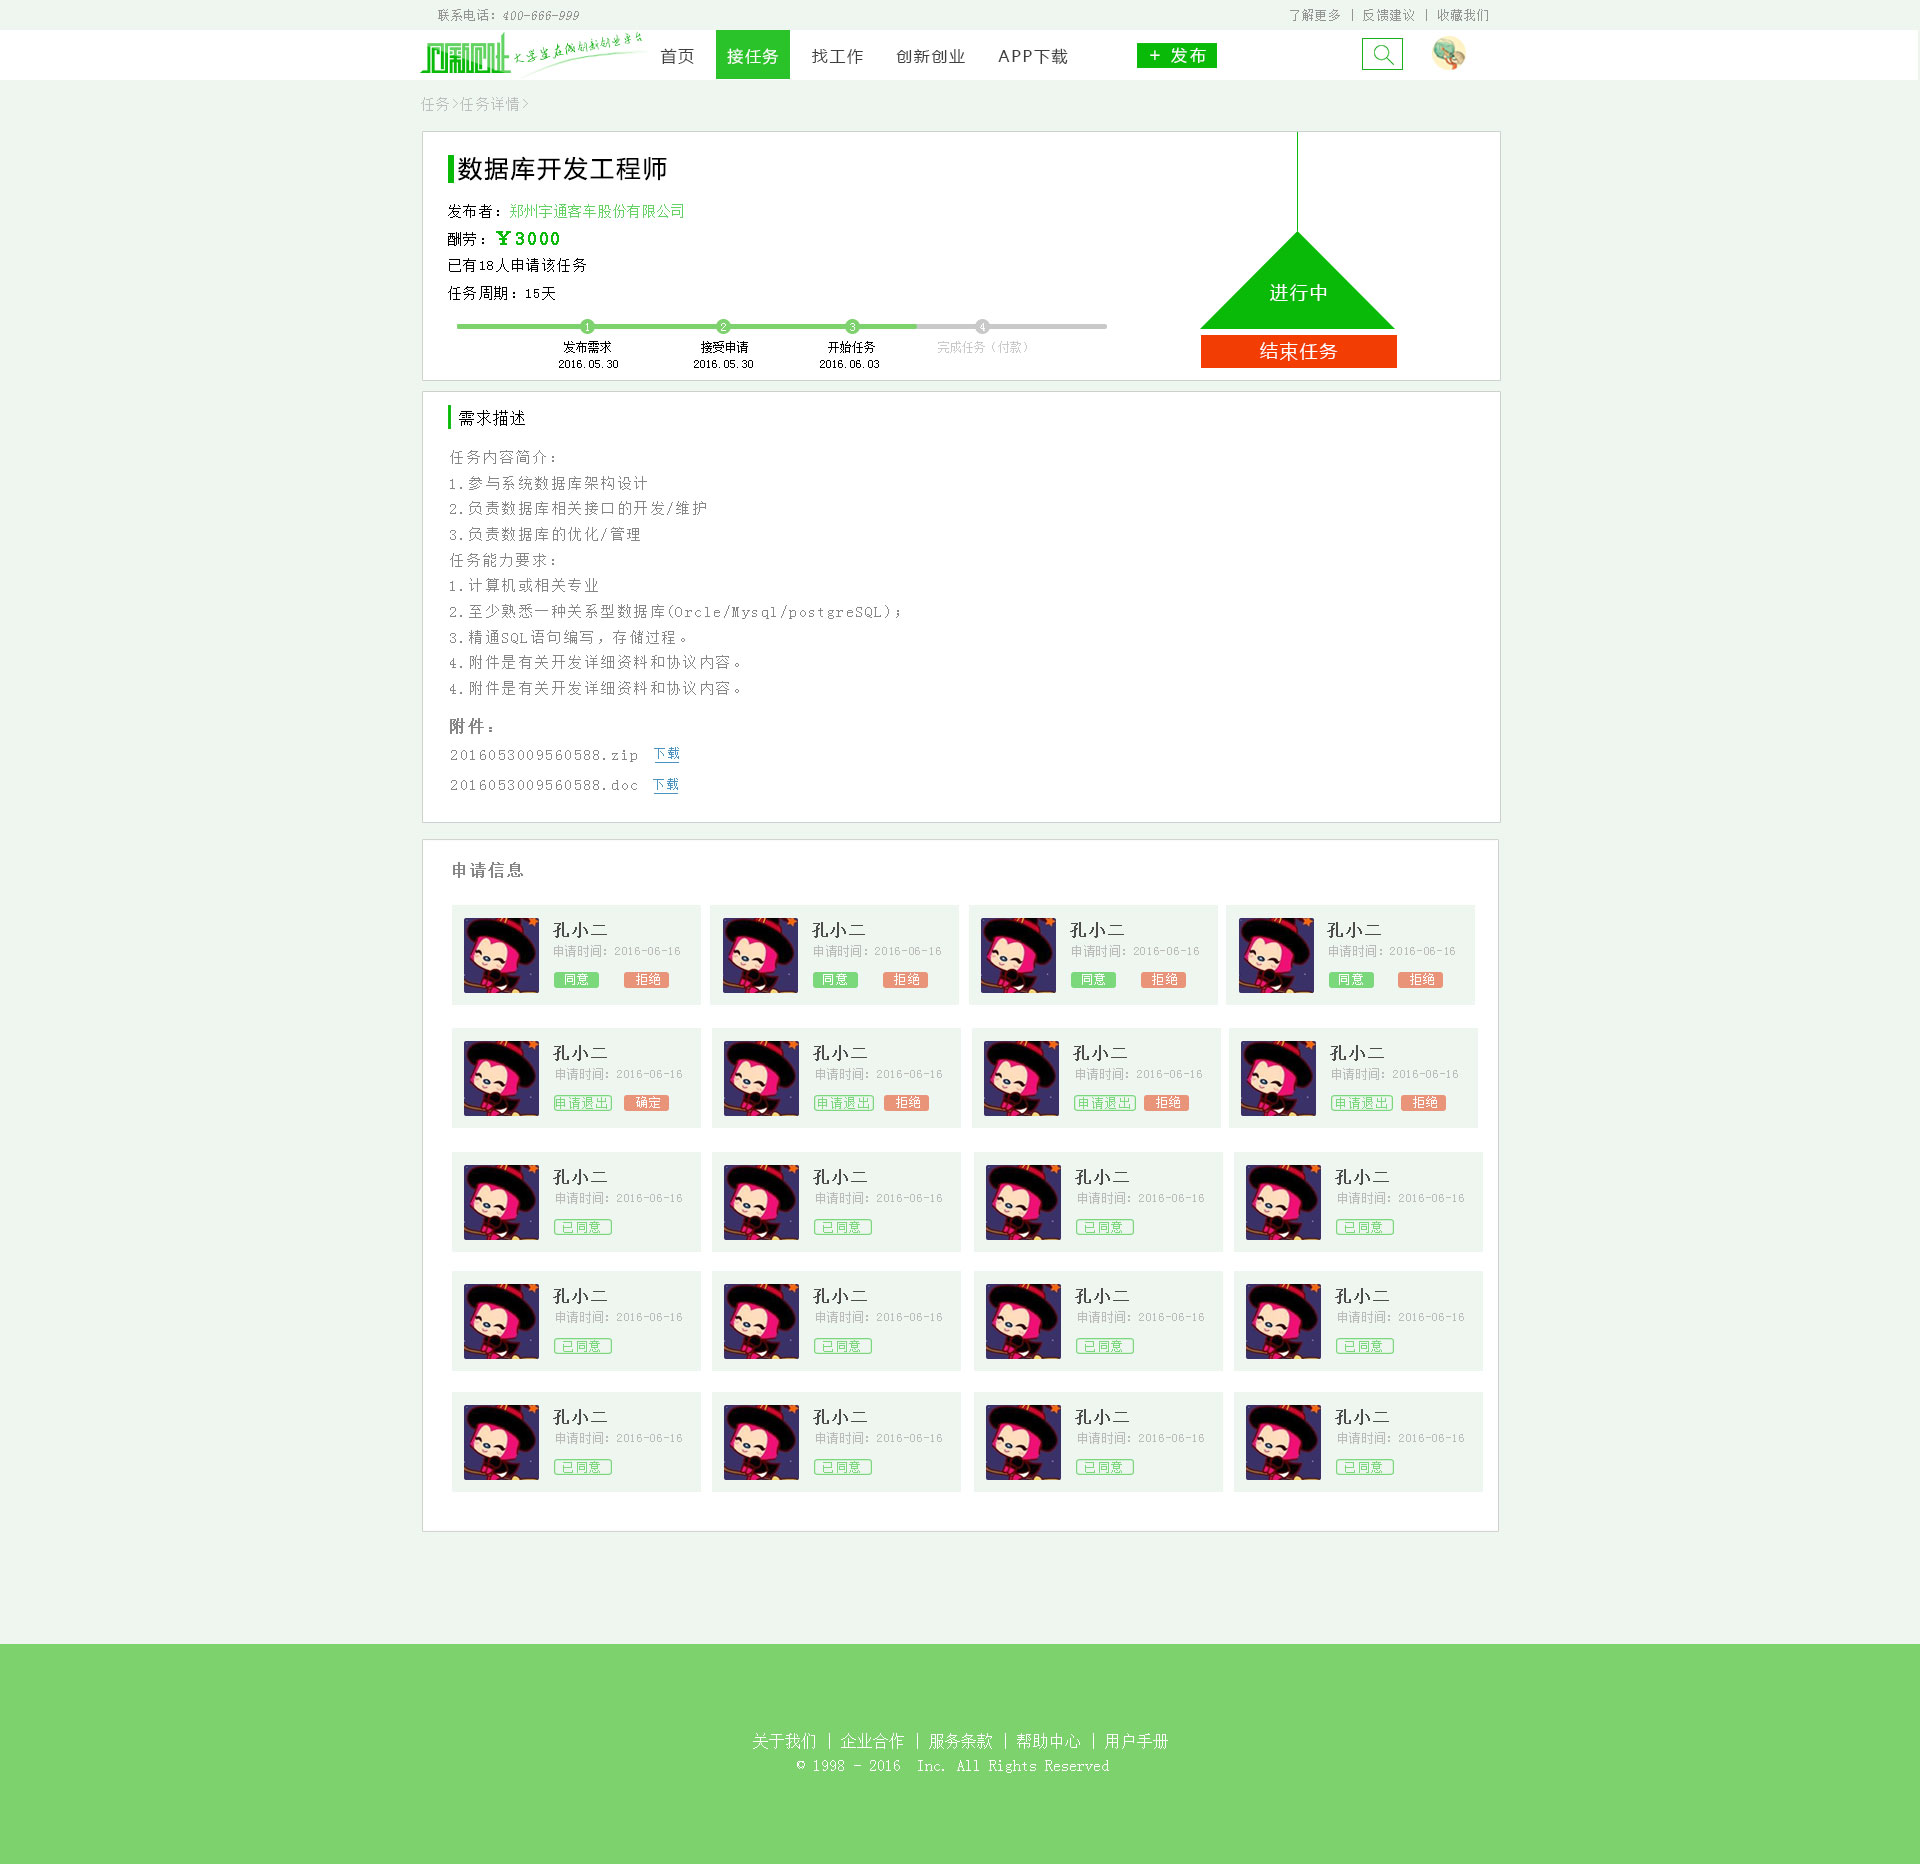 联系电话：400-666-999
了解更多 | 反馈建议 | 收藏我们
大学生在线创新创业平台
首页 接任务 找工作 创新创业 APP下载 + 发布
任务>任务详情>
数据库开发工程师
发布者：郑州宇通客车股份有限公司
酬劳：¥3000
已有18人申请该任务
任务周期：15天
进行中
1 2 3 4
发布需求 接受申请 开始任务 完成任务（付款）
2016.05.30 2016.05.30 2016.06.03
结束任务
需求描述
任务内容简介：
1.参与系统数据库架构设计
2.负责数据库相关接口的开发/维护
3.负责数据库的优化/管理
任务能力要求：
1.计算机或相关专业
2.至少熟悉一种关系型数据库(Orcle/Mysql/postgreSQL)；
3.精通SQL语句编写，存储过程。
4.附件是有关开发详细资料和协议内容。
4.附件是有关开发详细资料和协议内容。
附件：
2016053009560588.zip 下载
2016053009560588.doc 下载
申请信息
孔小二 孔小二 孔小二 孔小二
申请时间：2016-06-16 申请时间：2016-06-16 申请时间：2016-06-16 申请时间：2016-06-16
同意 拒绝 同意 拒绝 同意 拒绝 同意 拒绝
孔小二 孔小二 孔小二 孔小二
申请时间：2016-06-16 申请时间：2016-06-16 申请时间：2016-06-16 申请时间：2016-06-16
申请退出 确定 申请退出 拒绝 申请退出 拒绝 申请退出 拒绝
孔小二 孔小二 孔小二 孔小二
申请时间：2016-06-16 申请时间：2016-06-16 申请时间：2016-06-16 申请时间：2016-06-16
已同意 已同意 已同意 已同意
孔小二 孔小二 孔小二 孔小二
申请时间：2016-06-16 申请时间：2016-06-16 申请时间：2016-06-16 申请时间：2016-06-16
已同意 已同意 已同意 已同意
孔小二 孔小二 孔小二 孔小二
申请时间：2016-06-16 申请时间：2016-06-16 申请时间：2016-06-16 申请时间：2016-06-16
已同意 已同意 已同意 已同意
关于我们 | 企业合作 | 服务条款 | 帮助中心 | 用户手册
© 1998 - 2016 Inc. All Rights Reserved